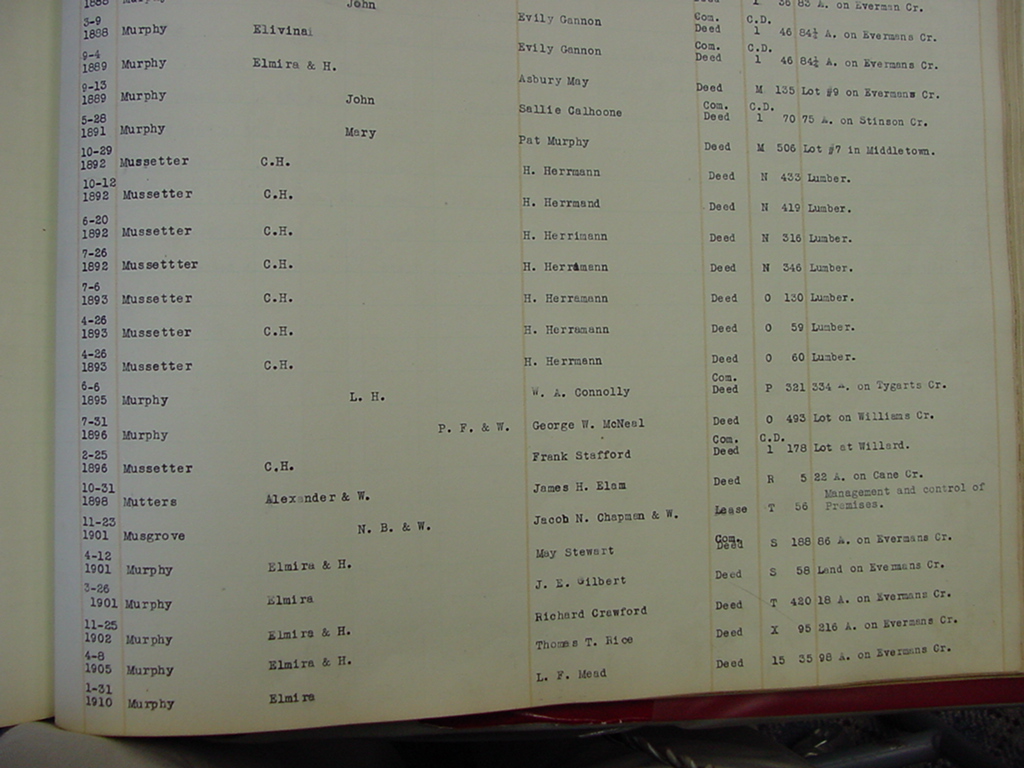 1888 Murphy John Deed 36 83 A. on Everman Cr.
3-9 Com. C.D.
1888 Murphy Elivina Evily Gannon Deed 1 46 84¼ A. on Evermans Cr.
9-4 Com. C.D.
1889 Murphy Elmira & H. Evily Gannon Deed 1 46 84¼ A. on Evermans Cr.
9-13
1889 Murphy John Asbury May Deed M 135 Lot #9 on Evermans Cr.
5-28 Com. C.D.
1891 Murphy Mary Sallie Calhoone Deed 1 70 75 A. on Stinson Cr.
10-29
1892 Mussetter C.H. Pat Murphy Deed M 506 Lot #7 in Middletown.
10-12
1892 Mussetter C.H. H. Herrmann Deed N 433 Lumber.
6-20
1892 Mussetter C.H. H. Herrmand Deed N 419 Lumber.
7-26
1892 Mussettter C.H. H. Herrimann Deed N 316 Lumber.
7-6
1893 Mussetter C.H. H. Herramann Deed N 346 Lumber.
4-26
1893 Mussetter C.H. H. Herramann Deed O 130 Lumber.
4-26
1893 Mussetter C.H. H. Herramann Deed O 59 Lumber.
6-6
1895 Murphy L. H. H. Herrmann Deed O 60 Lumber.
7-31 Com.
1896 Murphy P. F. & W. W. A. Connolly Deed P 321 334 A. on Tygarts Cr.
2-25
1896 Mussetter C.H. George W. McNeal Deed O 493 Lot on Williams Cr.
10-31 Com. C.D.
1898 Mutters Alexander & W. Frank Stafford Deed 1 178 Lot at Willard.
11-23
1901 Musgrove N. B. & W. James H. Elam Deed R 5 22 A. on Cane Cr.
4-12 Management and control of
1901 Murphy Elmira & H. Jacob N. Chapman & W. Lease T 56 Premises.
3-26 Com.
1901 Murphy Elmira May Stewart Deed S 188 86 A. on Evermans Cr.
11-25
1902 Murphy Elmira & H. J. E. Gilbert Deed S 58 Land on Evermans Cr.
4-8
1905 Murphy Elmira & H. Richard Crawford Deed T 420 18 A. on Evermans Cr.
1-31
1910 Murphy Elmira Thomas T. Rice Deed X 95 216 A. on Evermans Cr.
L. F. Mead Deed 15 35 98 A. on Evermans Cr.